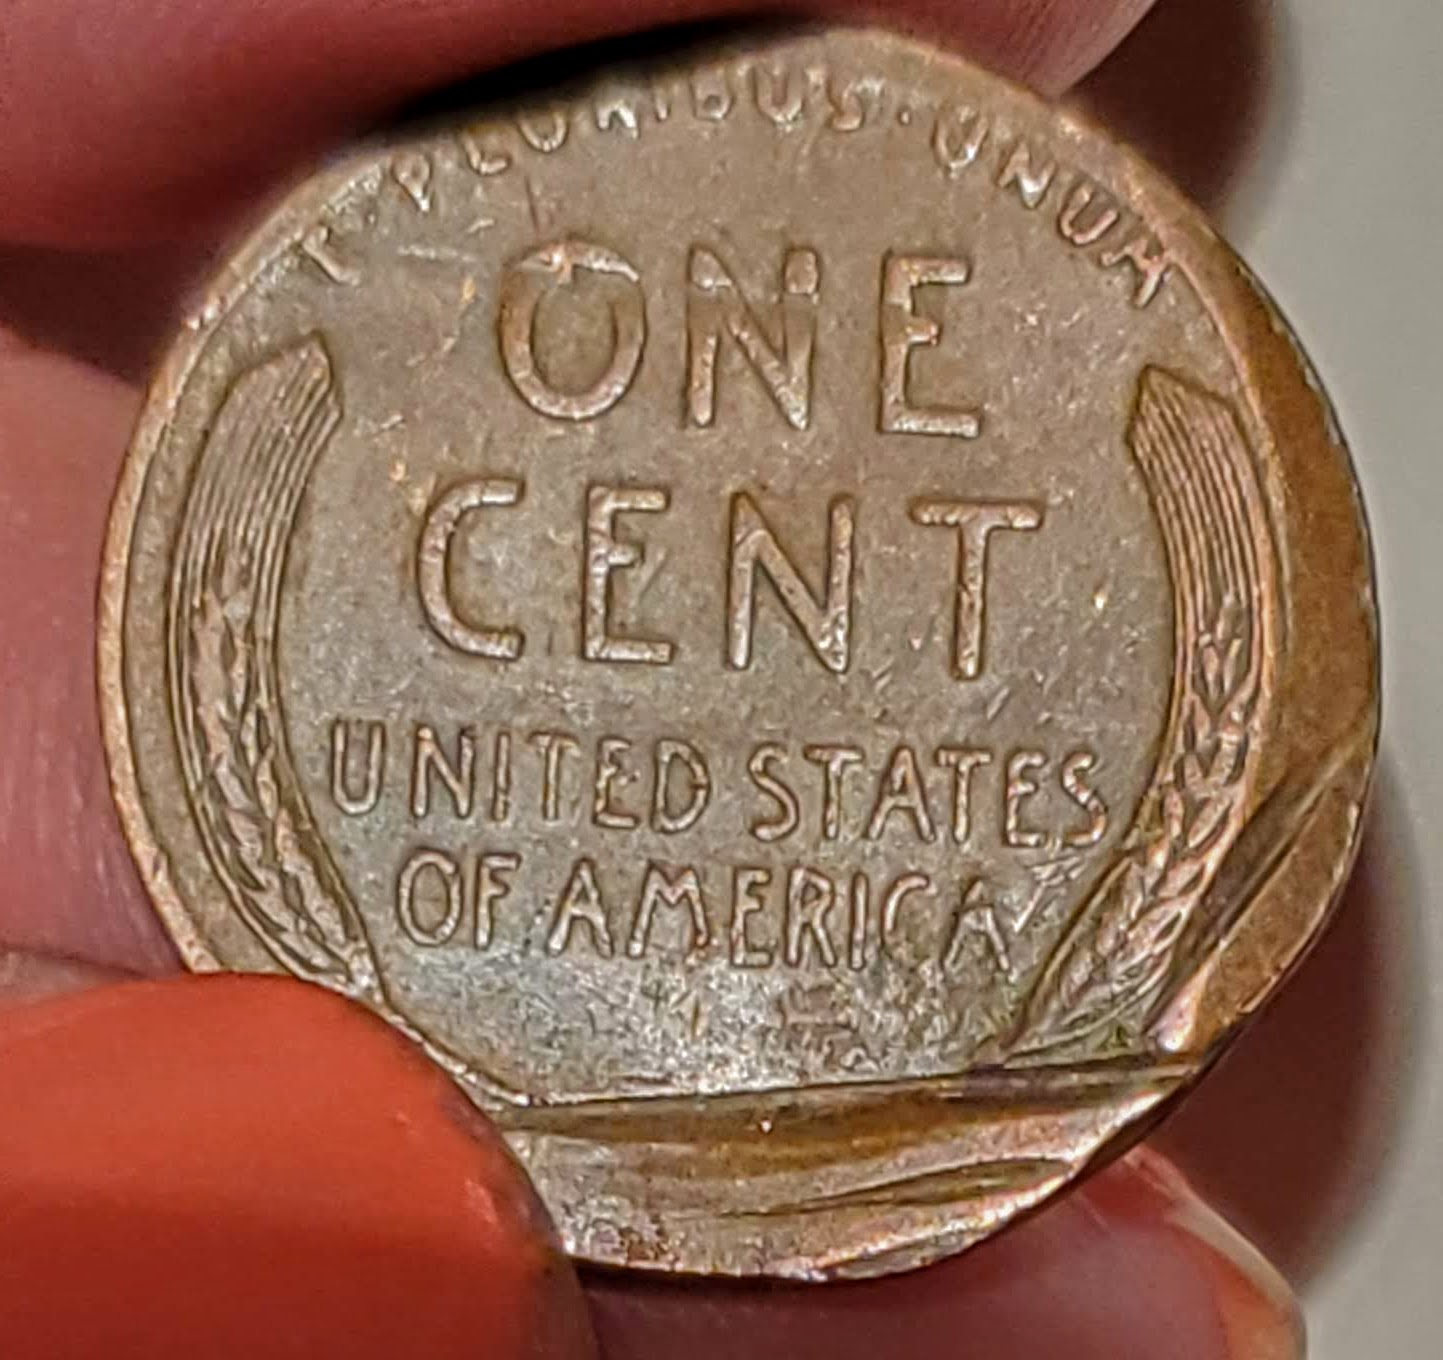 E PLURIBUS · UNUM
ONE
CENT
UNITED STATES
OF AMERICA